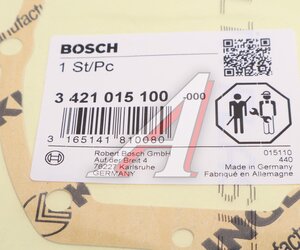 BOSCH
1 St/Pc
3 421 015 100 -000
3 165141 810080
BOSCH
Robert Bosch GmbH
Auf der Breit 4
76227 Karlsruhe
GERMANY
015110
440
Made in Germany
Fabriqué en Allemagne